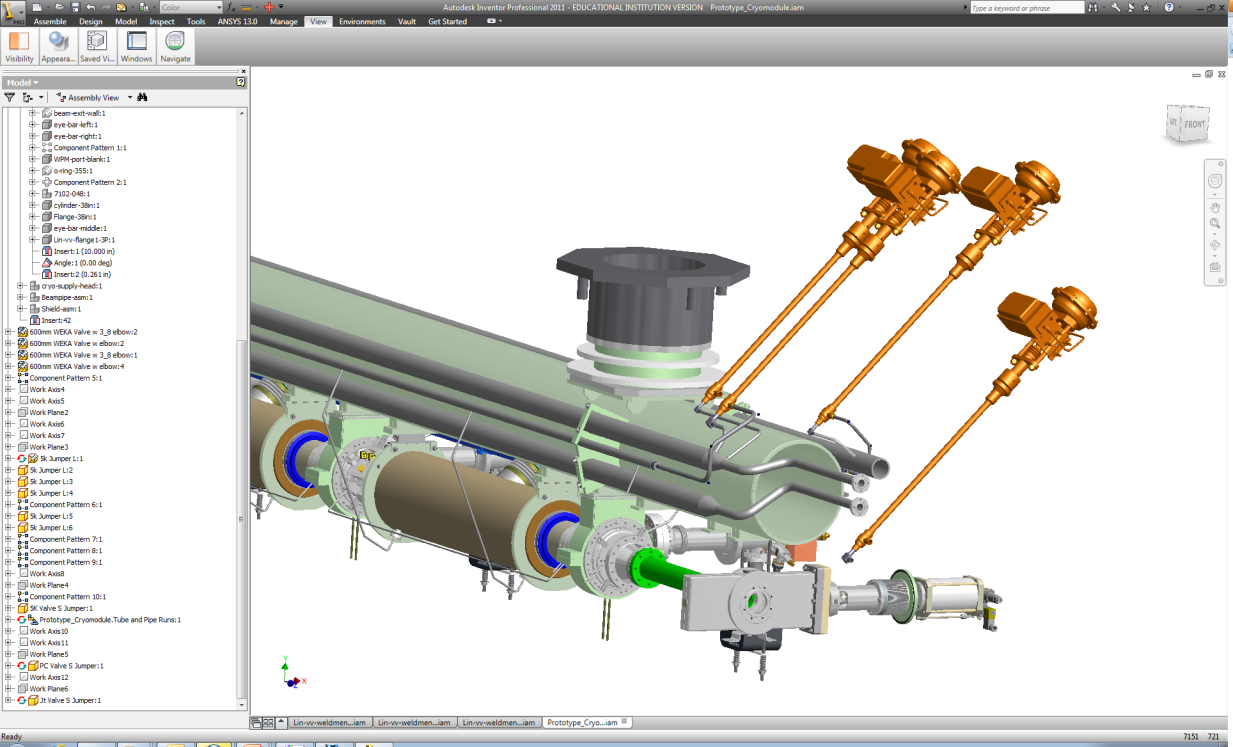 PRO
Color
Autodesk Inventor Professional 2011 - EDUCATIONAL INSTITUTION VERSION Prototype_Cryomodule.iam
Type a keyword or phrase
Assembly Design Model Inspect Tools ANSYS 13.0 Manage View Environments Vault Get Started
Visibility Appeara... Saved Vi... Windows Navigate
Model
Assembly View
beam-exit-wall:1
eye-bar-left:1
eye-bar-right:1
Component Pattern 1:1
WPM-port-blank:1
o-ring-355:1
Component Pattern 2:1
7102-048:1
cylinder-38in:1
Flange-38in:1
eye-bar-middle:1
Lin-vv-flange1-3P:1
Insert:1 (10.000 in)
Angle:1 (0.00 deg)
Insert:2 (0.261 in)
cryo-supply-head:1
Beampipe-asm:1
Shield-asm:1
Insert:42
600mm WEKA Valve w 3_8 elbow:2
600mm WEKA Valve w elbow:2
600mm WEKA Valve w 3_8 elbow:1
600mm WEKA Valve w elbow:4
Component Pattern 5:1
Work Axis4
Work Axis5
Work Plane2
Work Axis6
Work Axis7
Work Plane3
5k Jumper L:1
5k Jumper L:2
5k Jumper L:3
5k Jumper L:4
Component Pattern 6:1
5k Jumper L:5
5k Jumper L:6
Component Pattern 7:1
Component Pattern 8:1
Component Pattern 9:1
Work Axis8
Work Plane4
Component Pattern 10:1
5K Valve S Jumper:1
Prototype_Cryomodule.Tube and Pipe Runs:1
Work Axis10
Work Axis11
Work Plane5
PC Valve S Jumper:1
Work Axis12
Work Plane6
Jt Valve S Jumper:1
FRONT
Y
X
Z
Lin-vv-weldmen...iam Lin-vv-weldmen...iam Lin-vv-weldmen...iam Prototype_Cryo...iam
Ready
7151 721